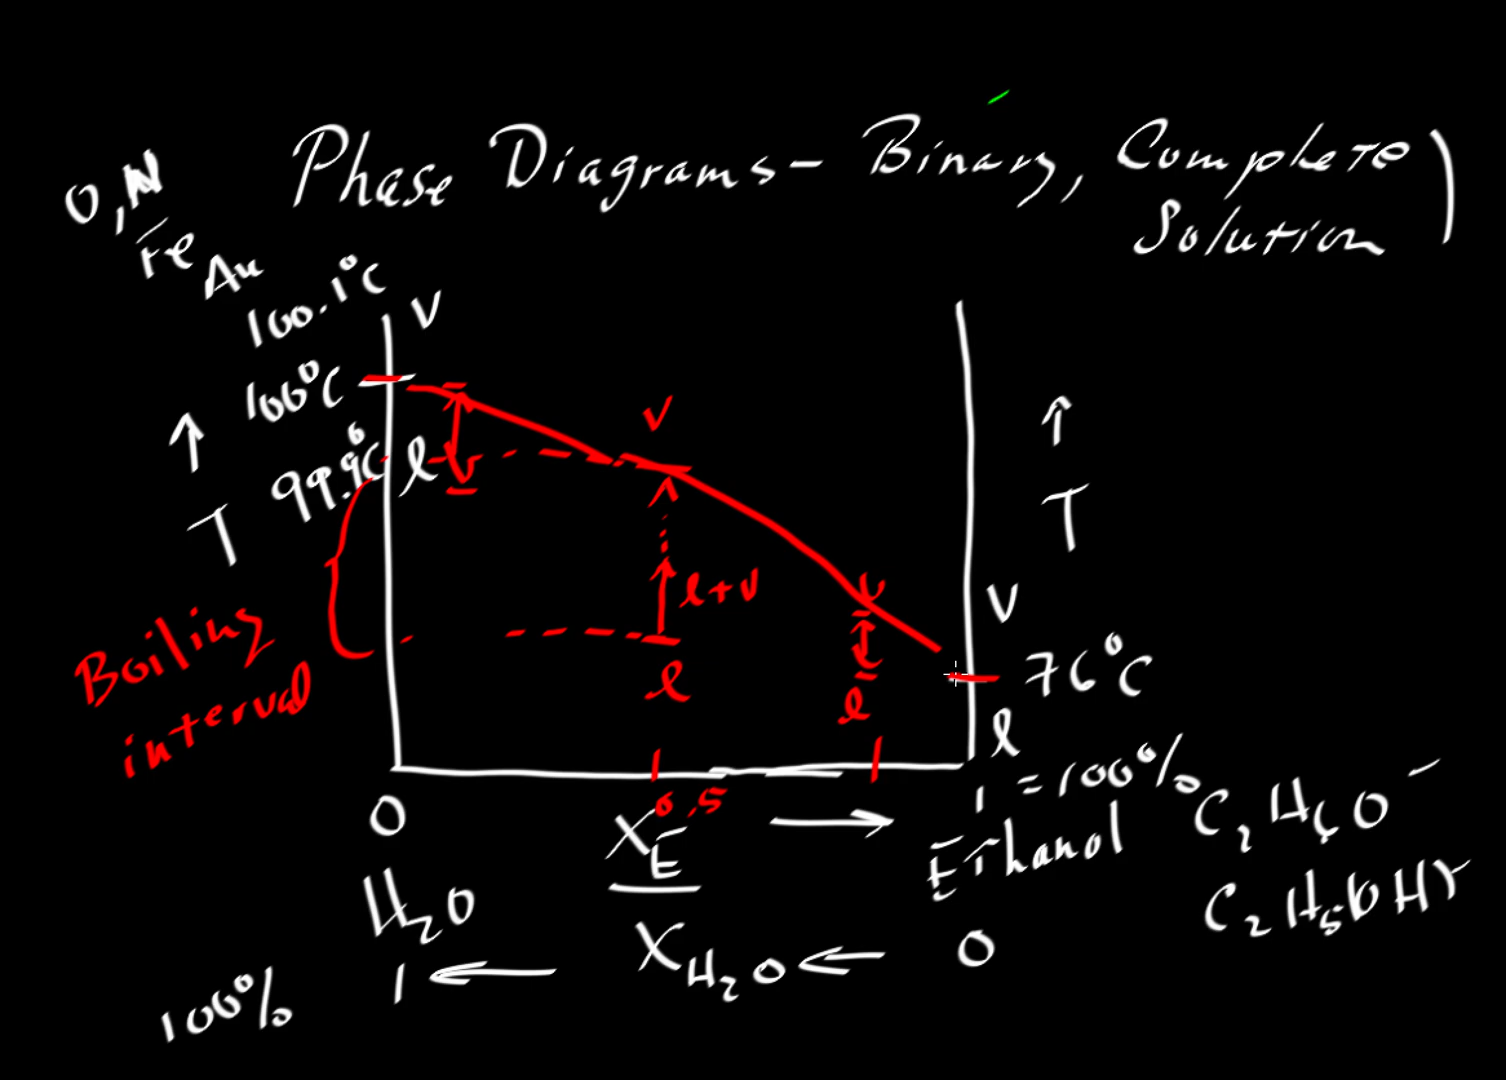 Phase Diagrams - Binary, Complete
Solution
O, N
Fe
Au
100.1°C
V
100°C
V
99.9°C
l
↑
T
↑
T
l+v
V
Boiling
interval
l
v
l
76°C
l
0.5
0
X_E →
1 = 100%
Ethanol
C₂H₆O
C₂H₅OH
H₂O
100%
1 ← X_H₂O ← 0